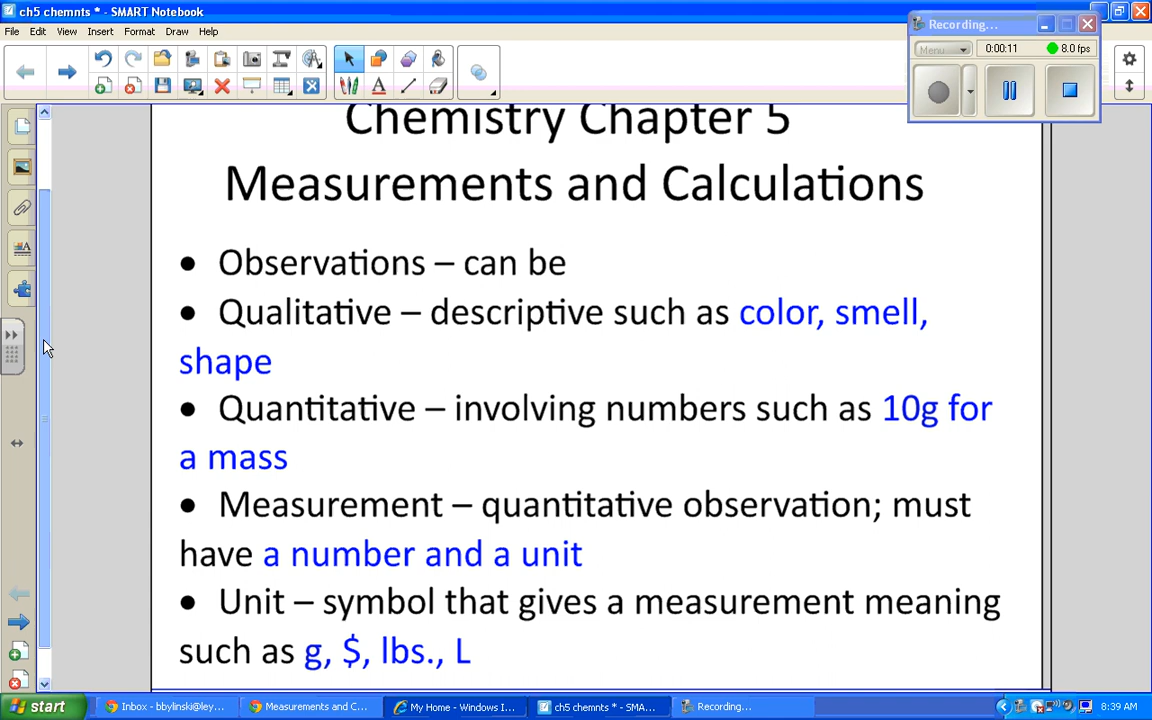 ch5 chemnts * - SMART Notebook
File Edit View Insert Format Draw Help
Recording...
Menu 0:00:11 8.0 fps
Chemistry Chapter 5
Measurements and Calculations
• Observations – can be
• Qualitative – descriptive such as color, smell,
shape
• Quantitative – involving numbers such as 10g for
a mass
• Measurement – quantitative observation; must
have a number and a unit
• Unit – symbol that gives a measurement meaning
such as g, $, lbs., L
start Inbox - bbylinski@ley... Measurements and C... My Home - Windows I... ch5 chemnts * - SMA... Recording... 8:39 AM